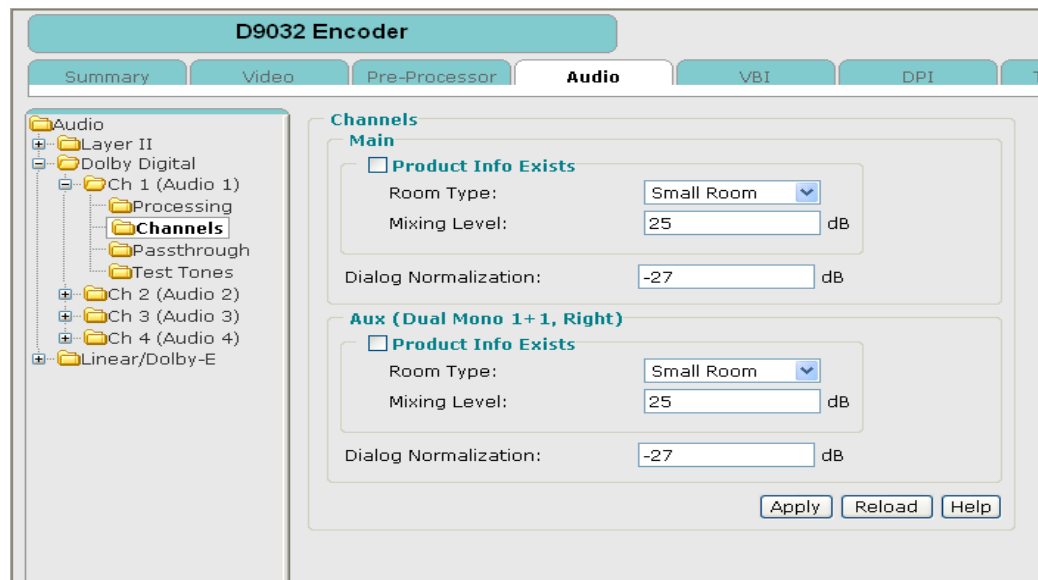 D9032 Encoder
Summary
Video
Pre-Processor
Audio
VBI
DPI
Audio
Layer II
Dolby Digital
Ch 1 (Audio 1)
Processing
Channels
Passthrough
Test Tones
Ch 2 (Audio 2)
Ch 3 (Audio 3)
Ch 4 (Audio 4)
Linear/Dolby-E
Channels
Main
Product Info Exists
Room Type: Small Room
Mixing Level: 25 dB
Dialog Normalization: -27 dB
Aux (Dual Mono 1+1, Right)
Product Info Exists
Room Type: Small Room
Mixing Level: 25 dB
Dialog Normalization: -27 dB
Apply Reload Help